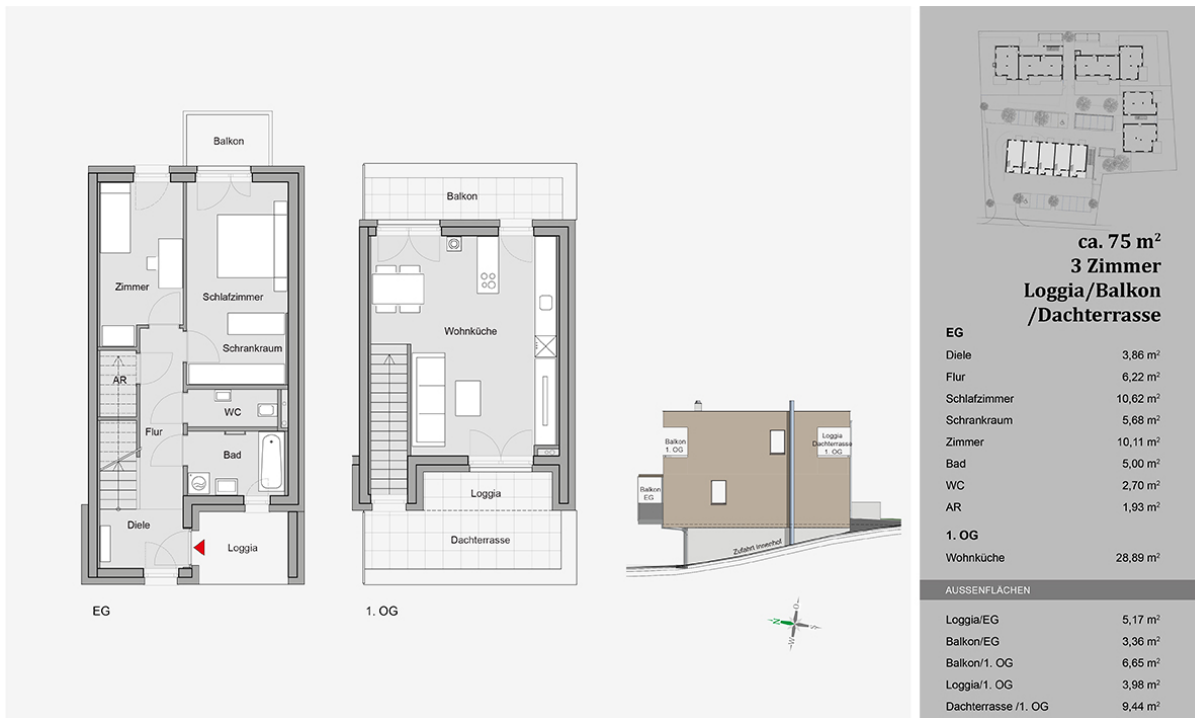 Balkon
Zimmer
Schlafzimmer
Schrankraum
AR
WC
Flur
Bad
Diele
Loggia
EG
Balkon
Wohnküche
Loggia
Dachterrasse
1. OG
Balkon
1. OG
Loggia
Dachterrasse
1. OG
Balkon
EG
Zufahrt Innenhof
N
ca. 75 m²
3 Zimmer
Loggia/Balkon
/Dachterrasse
EG
Diele 3,86 m²
Flur 6,22 m²
Schlafzimmer 10,62 m²
Schrankraum 5,68 m²
Zimmer 10,11 m²
Bad 5,00 m²
WC 2,70 m²
AR 1,93 m²
1. OG
Wohnküche 28,89 m²
AUSSENFLÄCHEN
Loggia/EG 5,17 m²
Balkon/EG 3,36 m²
Balkon/1. OG 6,65 m²
Loggia/1. OG 3,98 m²
Dachterrasse /1. OG 9,44 m²